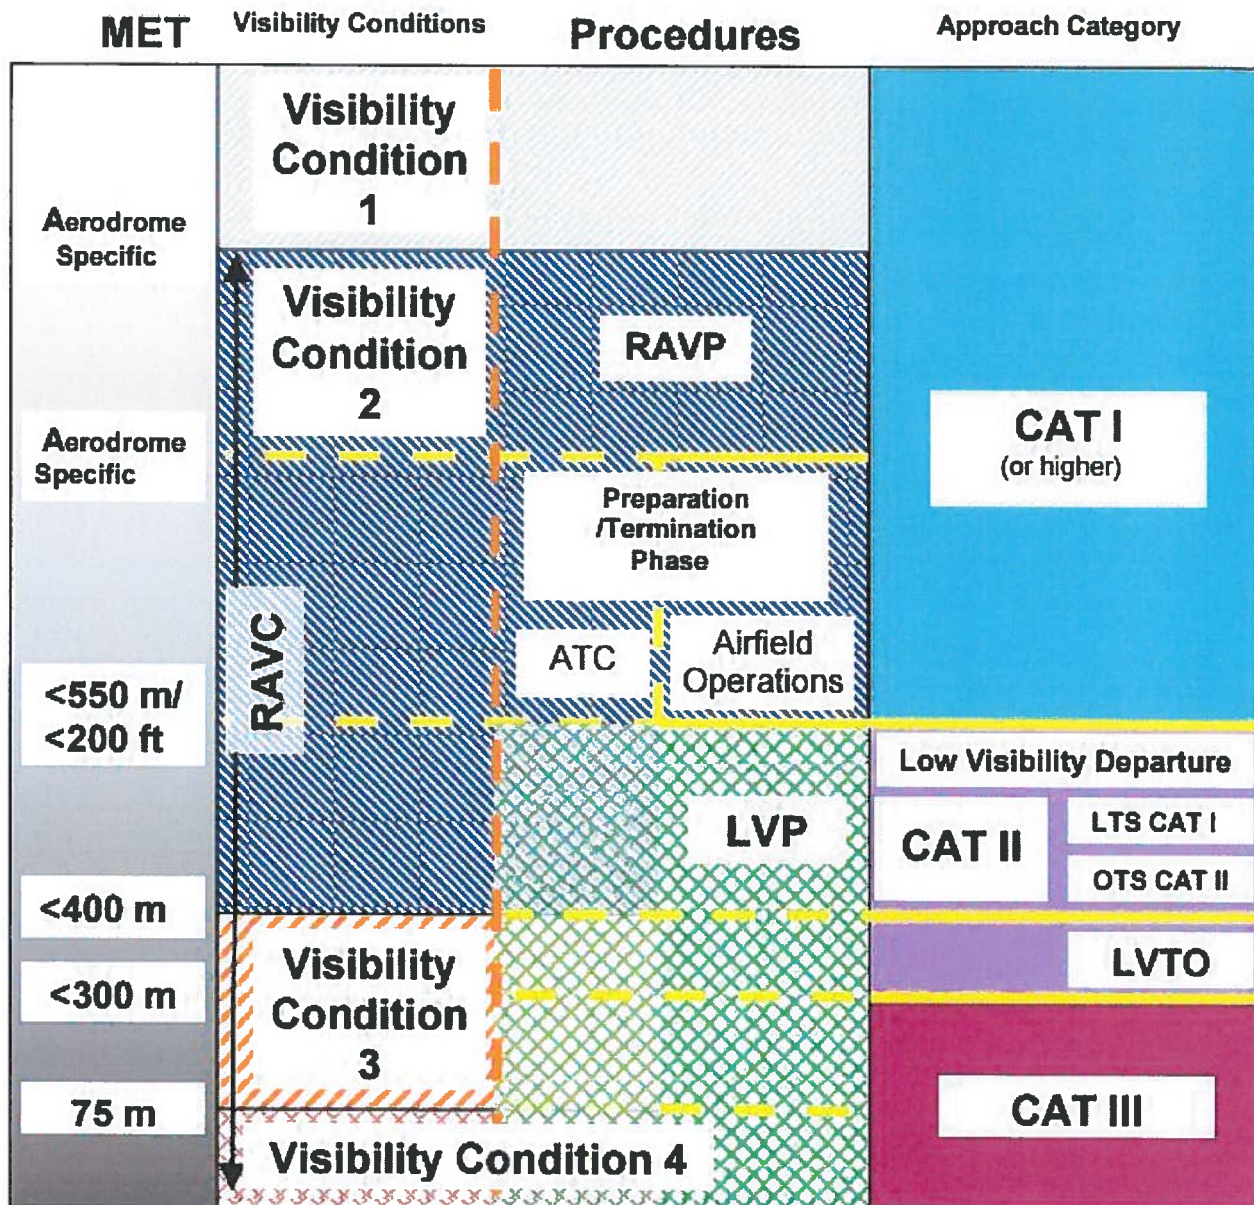 MET
Visibility Conditions
Procedures
Approach Category
Visibility
Condition
1
Aerodrome
Specific
Visibility
Condition
2
RAVP
CAT I
(or higher)
Aerodrome
Specific
Preparation
/Termination
Phase
RAVC
ATC
Airfield
Operations
<550 m/
<200 ft
Low Visibility Departure
LVP
CAT II
LTS CAT I
OTS CAT II
<400 m
LVTO
<300 m
Visibility
Condition
3
75 m
CAT III
Visibility Condition 4